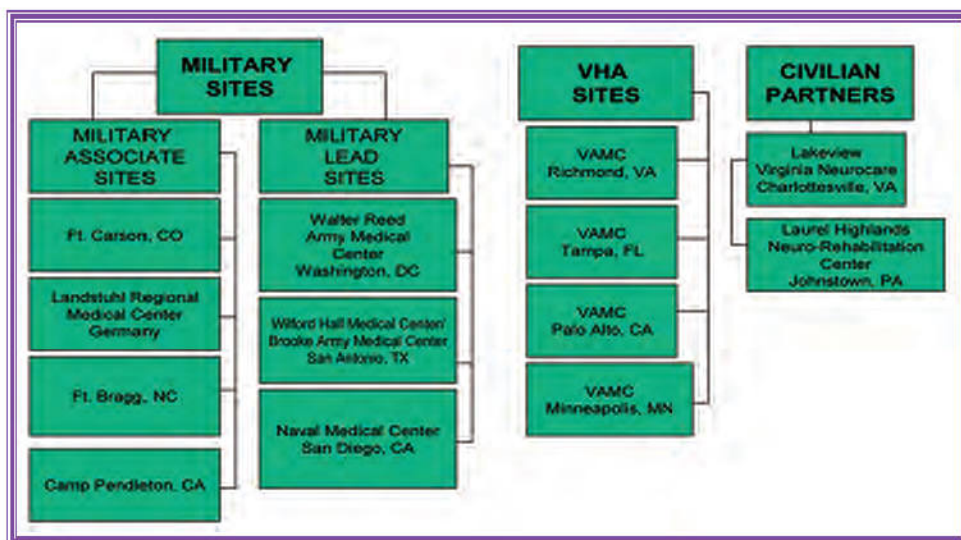 MILITARY
SITES
MILITARY
ASSOCIATE
SITES
Ft. Carson, CO
Landstuhl Regional
Medical Center
Germany
Ft. Bragg, NC
Camp Pendleton, CA
MILITARY
LEAD
SITES
Walter Reed
Army Medical
Center
Washington, DC
Wilford Hall Medical Center/
Brooke Army Medical Center
San Antonio, TX
Naval Medical Center
San Diego, CA
VHA
SITES
VAMC
Richmond, VA
VAMC
Tampa, FL
VAMC
Palo Alto, CA
VAMC
Minneapolis, MN
CIVILIAN
PARTNERS
Lakeview
Virginia Neurocare
Charlottesville, VA
Laurel Highlands
Neuro-Rehabilitation
Center
Johnstown, PA